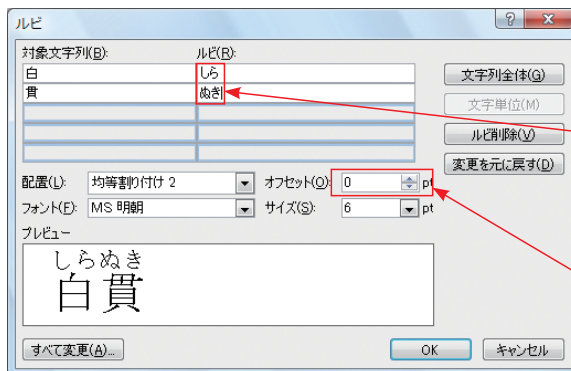 ルビ
対象文字列(B): ルビ(R):
白 しら 文字列全体(G)
貫 ぬき 文字単位(M)
ルビ削除(V)
変更を元に戻す(D)
配置(L): 均等割り付け 2 オフセット(O): 0 pt
フォント(F): MS 明朝 サイズ(S): 6 pt
プレビュー
しらぬき
白貫
すべて変更(A)... OK キャンセル